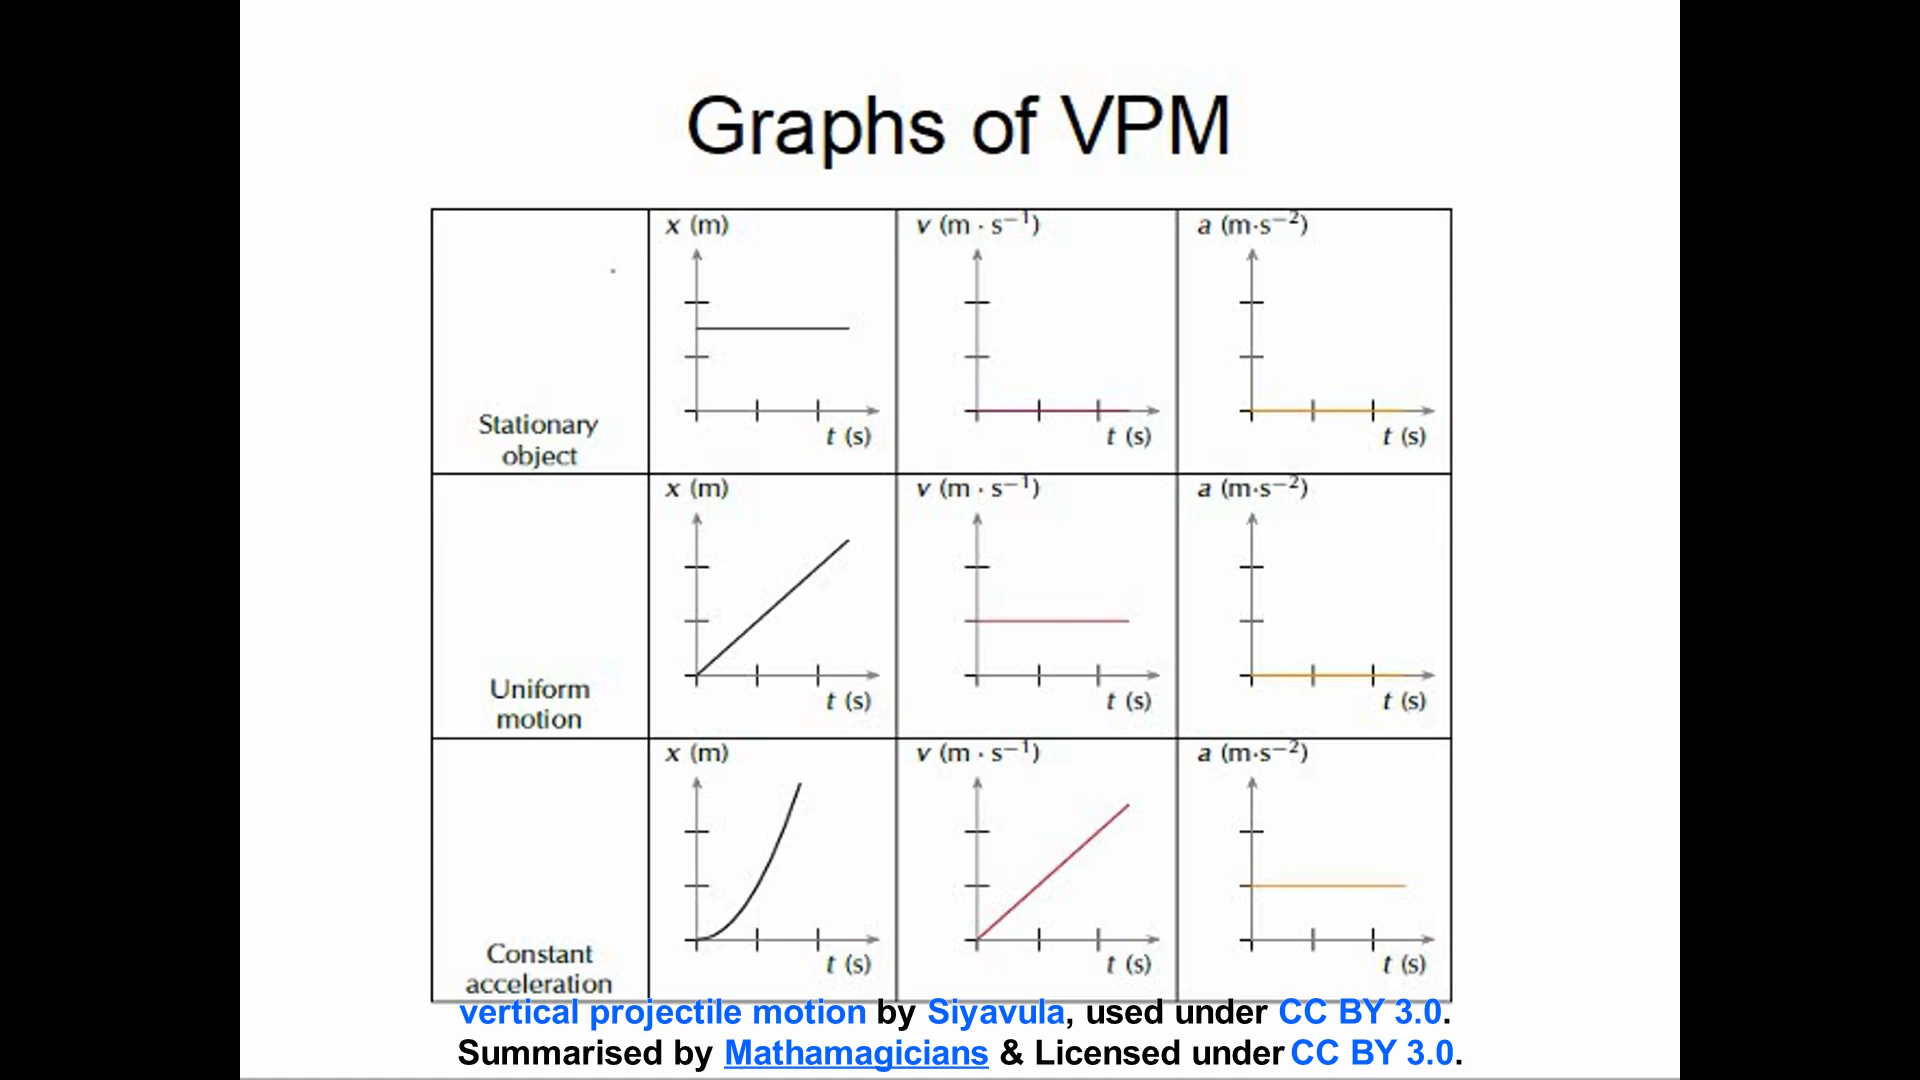 Graphs of VPM
x (m)
v (m · s⁻¹)
a (m·s⁻²)
Stationary
object
t (s)
t (s)
t (s)
x (m)
v (m · s⁻¹)
a (m·s⁻²)
Uniform
motion
t (s)
t (s)
t (s)
x (m)
v (m · s⁻¹)
a (m·s⁻²)
Constant
acceleration
t (s)
t (s)
t (s)
vertical projectile motion by Siyavula, used under CC BY 3.0.
Summarised by Mathamagicians & Licensed under CC BY 3.0.